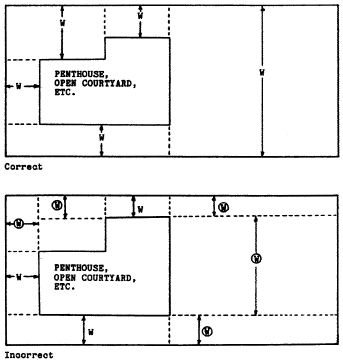 W W
W
PENTHOUSE,
OPEN COURTYARD,
ETC.
W
W
Correct
W W W
W
W
PENTHOUSE,
OPEN COURTYARD,
ETC.
W
W W
Incorrect